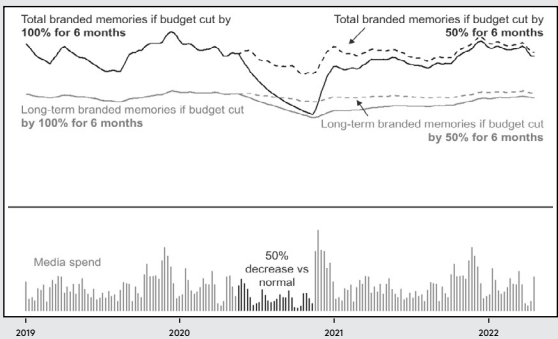 Total branded memories if budget cut by
100% for 6 months
Total branded memories if budget cut by
50% for 6 months
Long-term branded memories if budget cut
by 100% for 6 months
Long-term branded memories if budget cut
by 50% for 6 months
Media spend
50%
decrease vs
normal
2019
2020
2021
2022